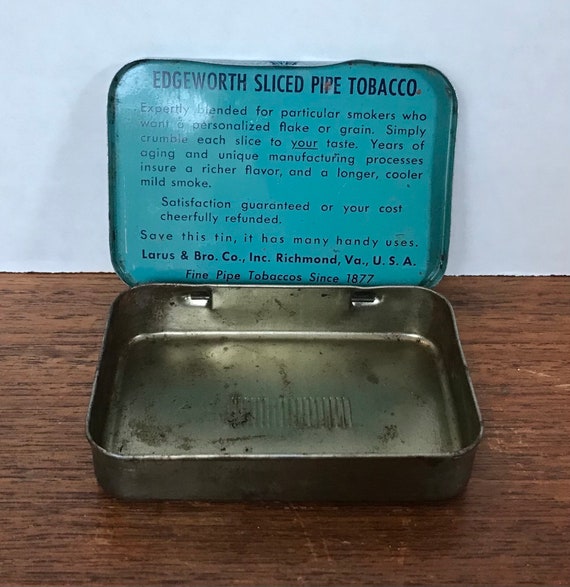 EDGEWORTH SLICED PIPE TOBACCO
Expertly blended for particular smokers who
want a personalized flake or grain. Simply
crumble each slice to your taste. Years of
aging and unique manufacturing processes
insure a richer flavor, and a longer, cooler
mild smoke.
Satisfaction guaranteed or your cost
cheerfully refunded.
Save this tin, it has many handy uses.
Larus & Bro. Co., Inc. Richmond, Va., U. S. A.
Fine Pipe Tobaccos Since 1877